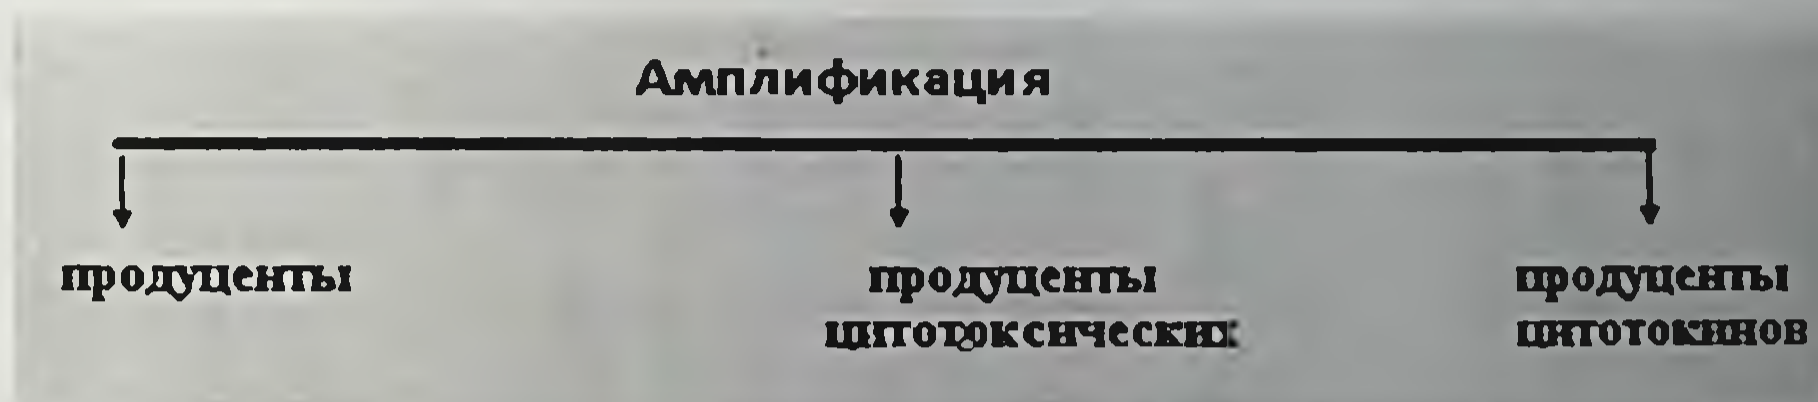 Амплификация
продуценты
продуценты
цитотоксических
продуценты
цитотокинов